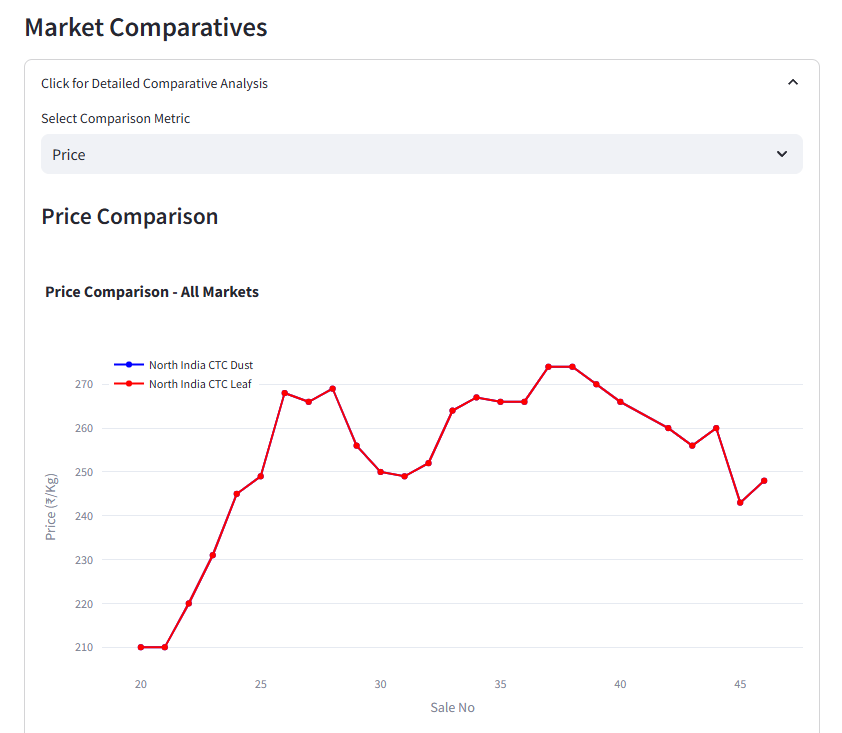 Market Comparatives
Click for Detailed Comparative Analysis
Select Comparison Metric
Price
Price Comparison
Price Comparison - All Markets
North India CTC Dust
North India CTC Leaf
270
260
250
240
230
220
210
Price (₹/Kg)
20 25 30 35 40 45
Sale No